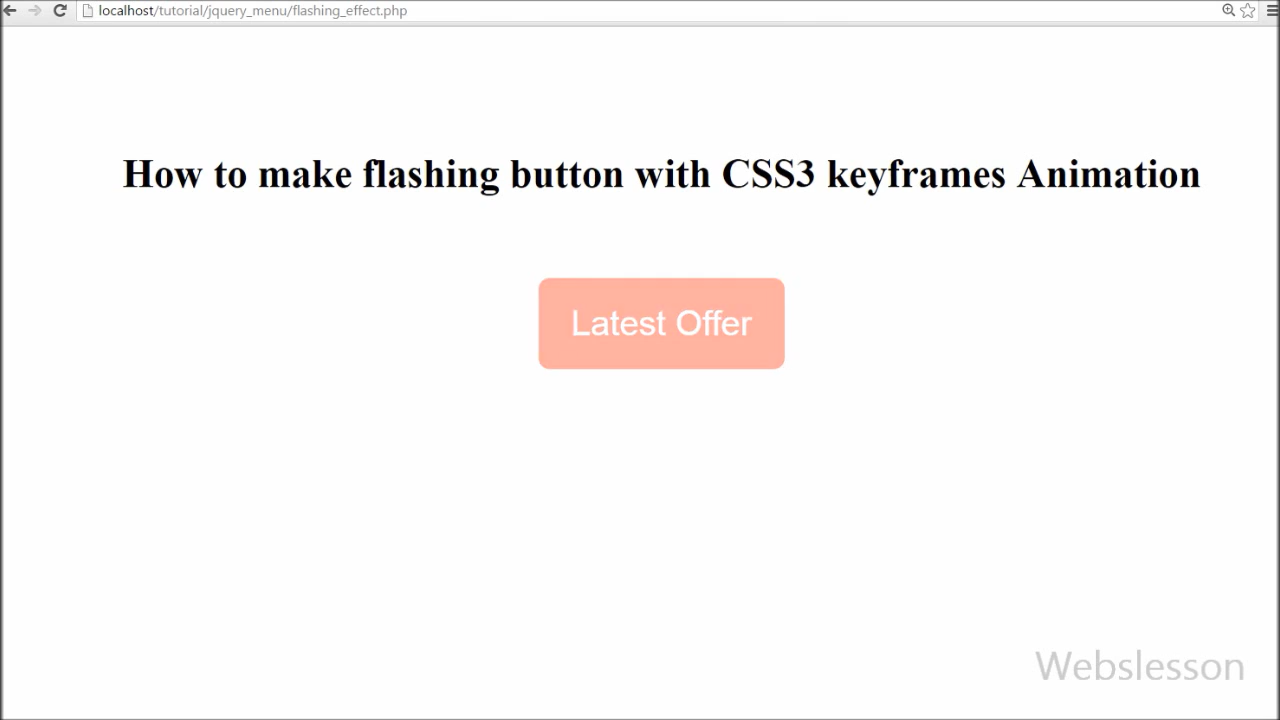 localhost/tutorial/jquery_menu/flashing_effect.php
How to make flashing button with CSS3 keyframes Animation
Latest Offer
Webslesson